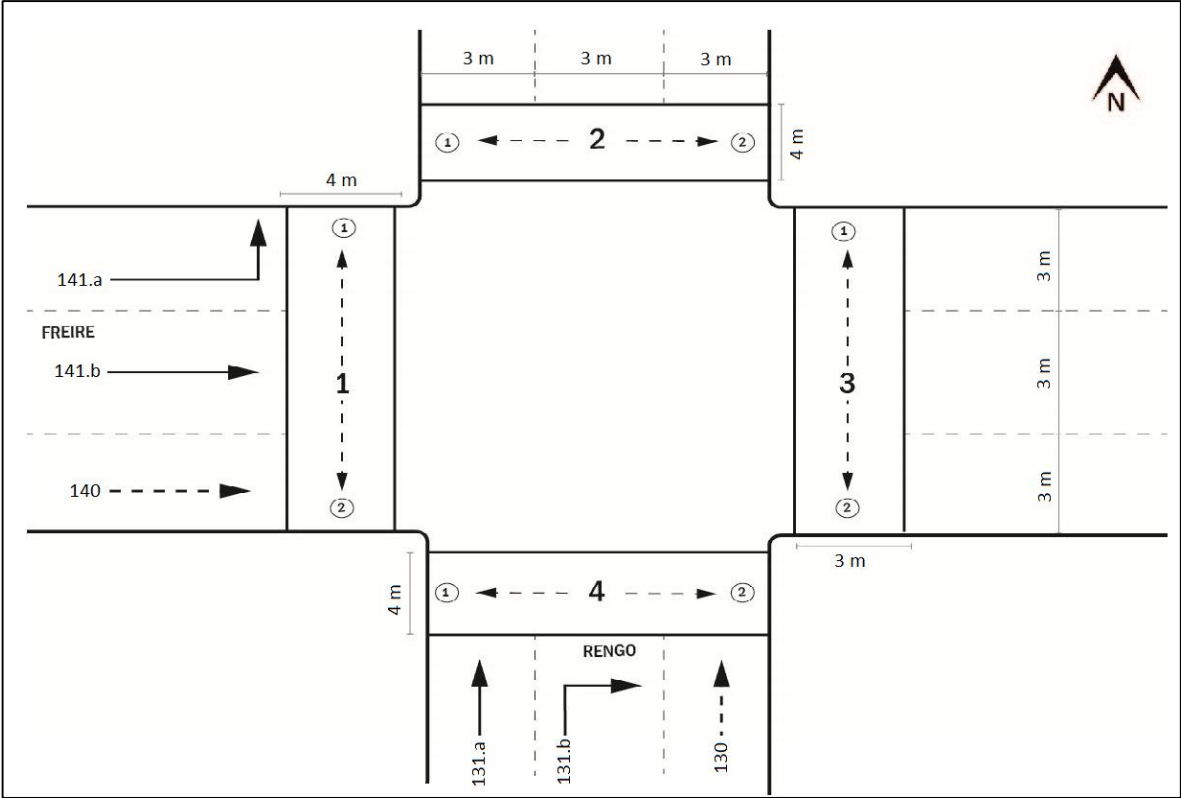 3 m 3 m 3 m
N
① 2 ②
4 m
4 m
① ①
141.a
3 m
FREIRE
141.b
1 3
3 m
140
② ②
3 m
3 m
① 4 ②
4 m
RENGO
131.a
131.b
130